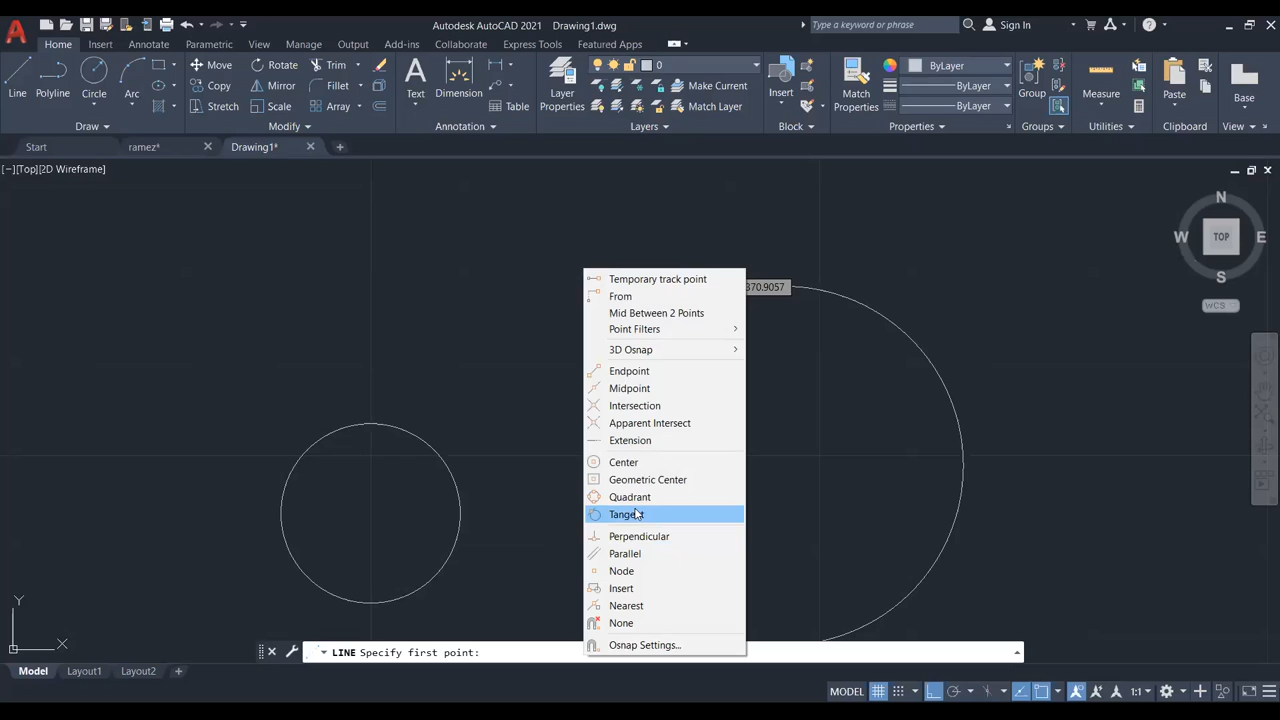 Autodesk AutoCAD 2021 Drawing1.dwg
Type a keyword or phrase
Sign In
Home Insert Annotate Parametric View Manage Output Add-ins Collaborate Express Tools Featured Apps
Line
Polyline
Circle
Arc
Draw
Move
Rotate
Trim
Copy
Mirror
Fillet
Stretch
Scale
Array
Modify
Text
Dimension
Table
Annotation
Layer
Properties
0
Make Current
Match Layer
Layers
Insert
Block
Match
Properties
ByLayer
ByLayer
ByLayer
Properties
Group
Groups
Measure
Utilities
Paste
Clipboard
Base
View
Start
ramez*
Drawing1*
[−][Top][2D Wireframe]
N
W
TOP
E
S
WCS
370.9057
Temporary track point
From
Mid Between 2 Points
Point Filters
3D Osnap
Endpoint
Midpoint
Intersection
Apparent Intersect
Extension
Center
Geometric Center
Quadrant
Tangent
Perpendicular
Parallel
Node
Insert
Nearest
None
Osnap Settings...
Y
X
LINE Specify first point:
Model Layout1 Layout2
MODEL
1:1